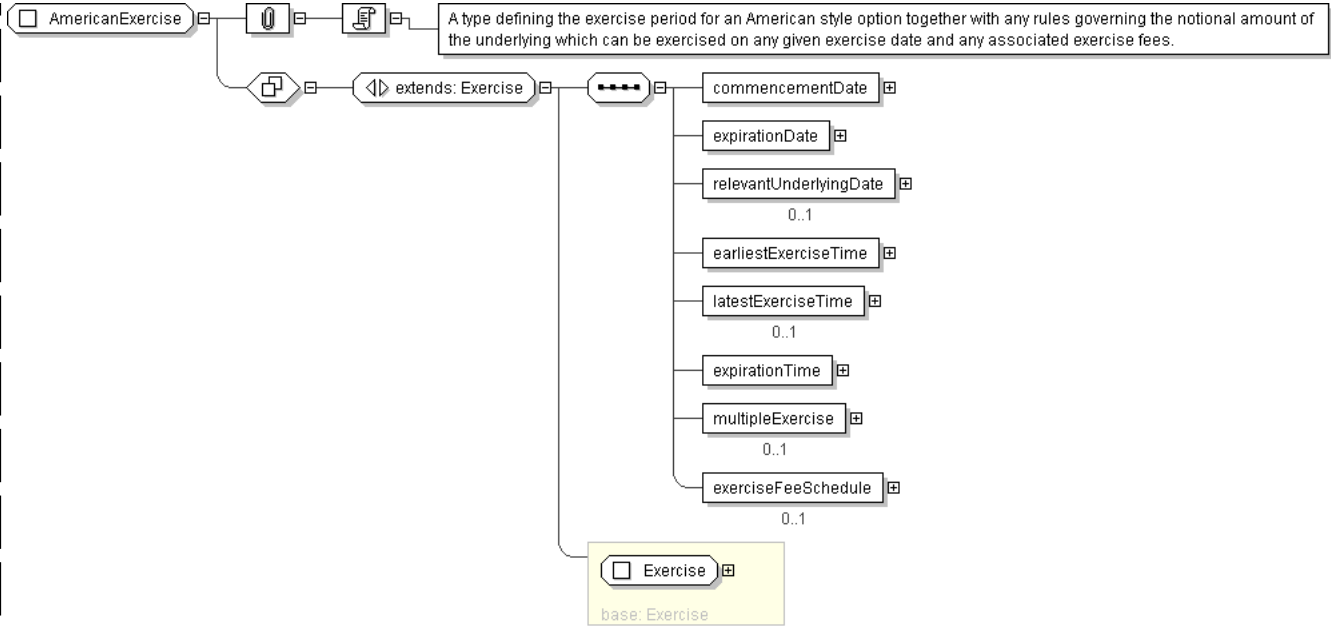 AmericanExercise
A type defining the exercise period for an American style option together with any rules governing the notional amount of
the underlying which can be exercised on any given exercise date and any associated exercise fees.
extends: Exercise
commencementDate
expirationDate
relevantUnderlyingDate
0..1
earliestExerciseTime
latestExerciseTime
0..1
expirationTime
multipleExercise
0..1
exerciseFeeSchedule
0..1
Exercise
base: Exercise